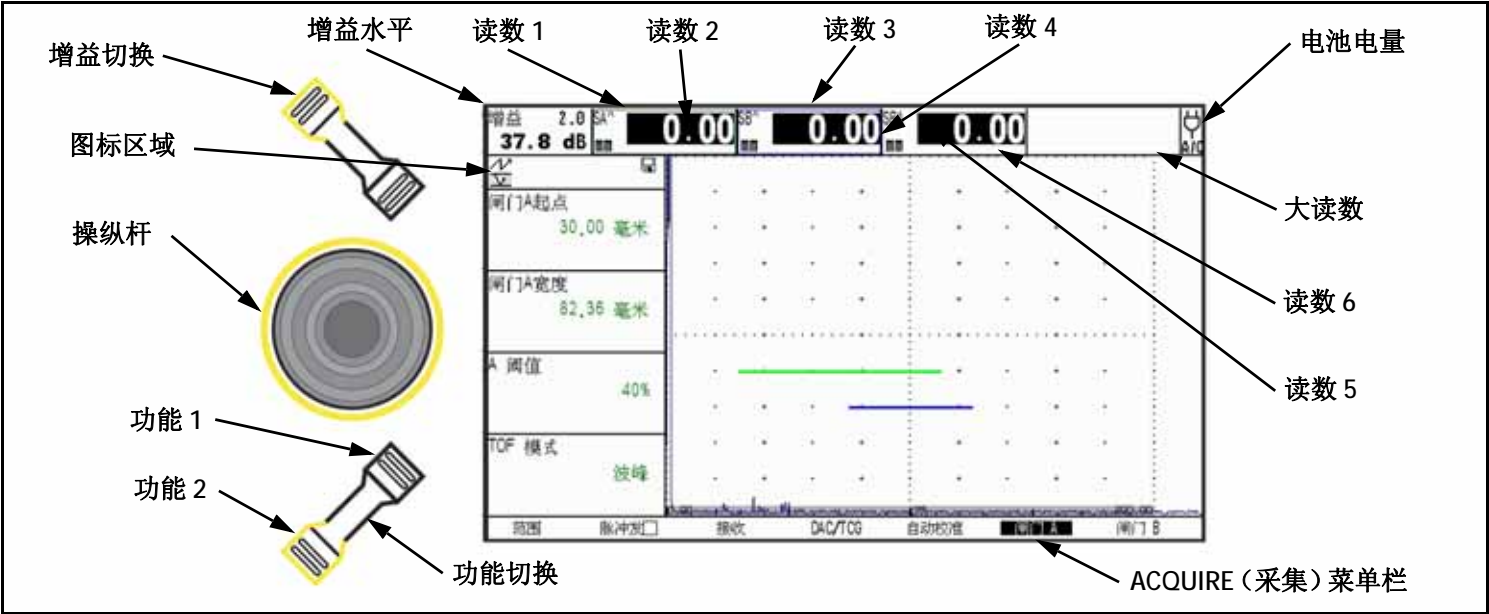 增益水平
读数 1
读数 2
读数 3
读数 4
电池电量
增益切换
图标区域
操纵杆
功能 1
功能 2
功能切换
增益 2.0
37.8 dB
SA^ 0.00
SB^ 0.00
0.00
A/C
闸门A起点
30.00 毫米
闸门A宽度
82.36 毫米
A 阈值
40%
TOF 模式
波峰
范围 脉冲发 接收 DAC/TCG 自动校准 闸门 A 闸门 B
大读数
读数 6
读数 5
ACQUIRE（采集）菜单栏